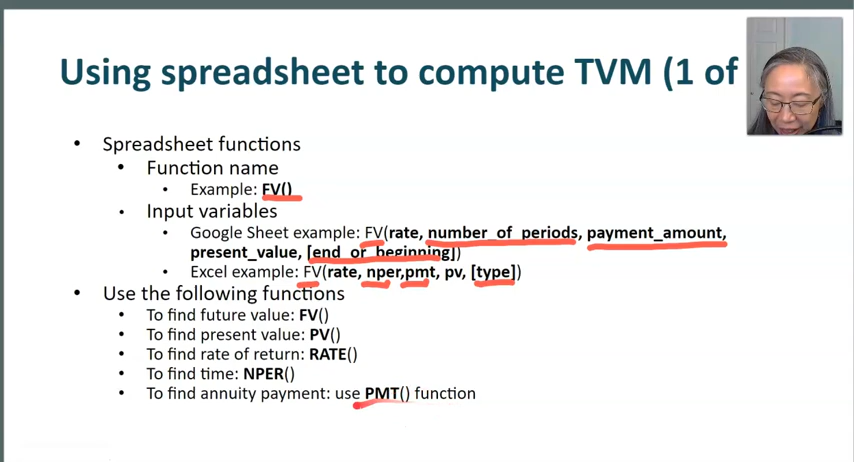 Using spreadsheet to compute TVM (1 of
• Spreadsheet functions
• Function name
• Example: FV()
• Input variables
• Google Sheet example: FV(rate, number_of_periods, payment_amount,
present_value, [end_or_beginning])
• Excel example: FV(rate, nper,pmt, pv, [type])
• Use the following functions
• To find future value: FV()
• To find present value: PV()
• To find rate of return: RATE()
• To find time: NPER()
• To find annuity payment: use PMT() function